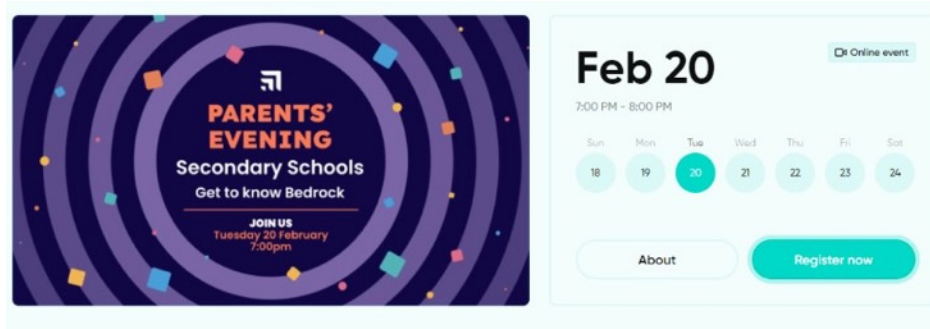 PARENTS'
EVENING
Secondary Schools
Get to know Bedrock
JOIN US
Tuesday 20 February
7:00pm
Feb 20
Online event
7:00 PM - 8:00 PM
Sun Mon Tue Wed Thu Fri Sat
18 19 20 21 22 23 24
About
Register now